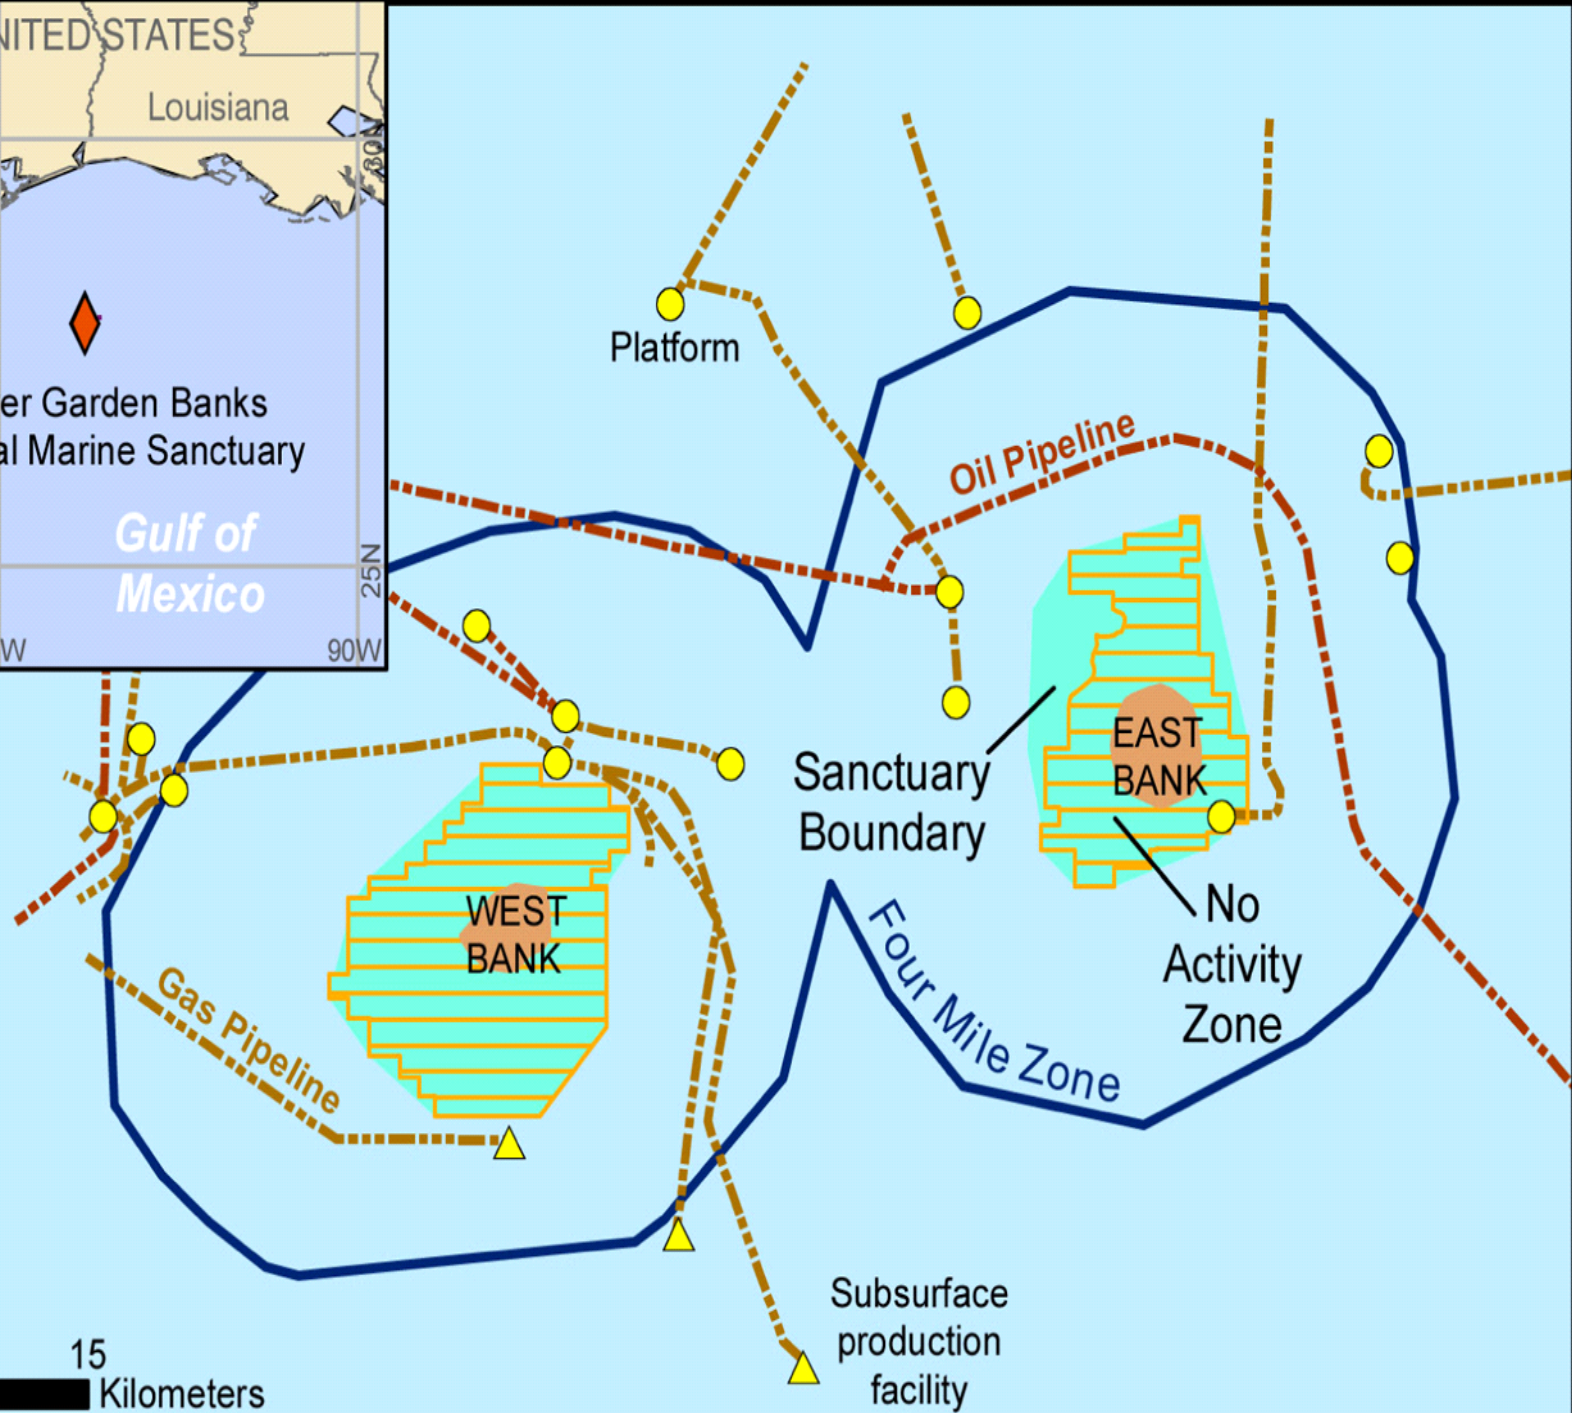 NITED STATES
Louisiana
30
er Garden Banks
al Marine Sanctuary
Gulf of
Mexico
25N
W
90W
Platform
Oil Pipeline
Sanctuary
Boundary
EAST
BANK
No
Activity
Zone
WEST
BANK
Four Mile Zone
Gas Pipeline
Subsurface
production
facility
15
Kilometers